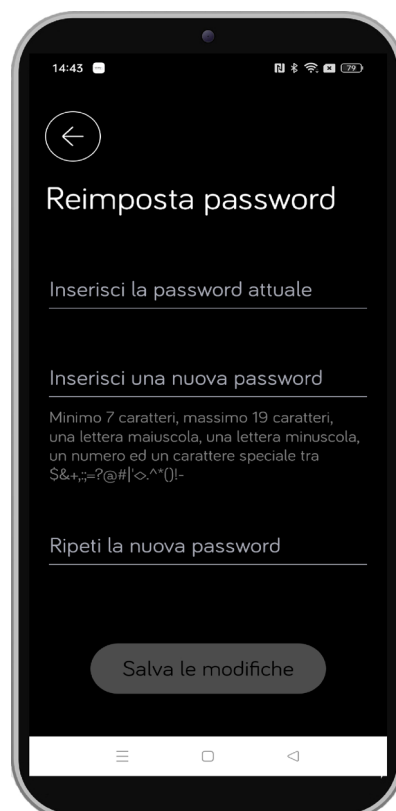 14:43
79
Reimposta password
Inserisci la password attuale
Inserisci una nuova password
Minimo 7 caratteri, massimo 19 caratteri,
una lettera maiuscola, una lettera minuscola,
un numero ed un carattere speciale tra
$&+,:;=?@#|'<>.^*()!-
Ripeti la nuova password
Salva le modifiche